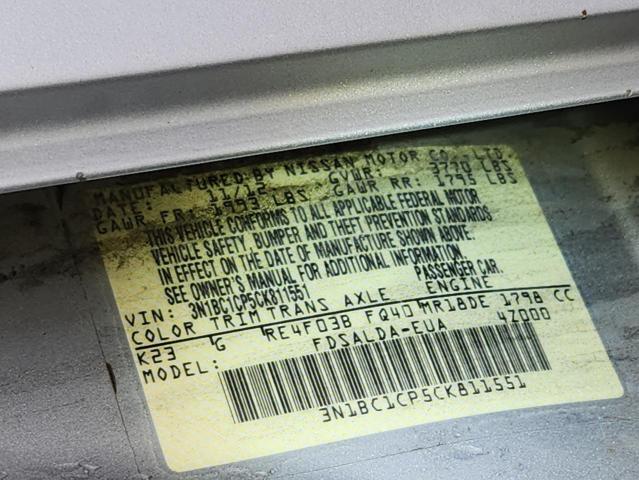 MANUFACTURED BY NISSAN MOTOR CO., LTD.
DATE: 11/12 GVWR: 3770 LBS
GAWR FR: 1993 LBS GAWR RR: 1795 LBS
THIS VEHICLE CONFORMS TO ALL APPLICABLE FEDERAL MOTOR
VEHICLE SAFETY, BUMPER AND THEFT PREVENTION STANDARDS
IN EFFECT ON THE DATE OF MANUFACTURE SHOWN ABOVE.
SEE OWNER'S MANUAL FOR ADDITIONAL INFORMATION.
VIN: 3N1BC1CP5CK811551 PASSENGER CAR.
COLOR TRIM TRANS AXLE ENGINE
K23 G RE4F03B FQ40 MR18DE 1798 CC
MODEL: FDSALDA-EUA 4Z000
3N1BC1CP5CK811551